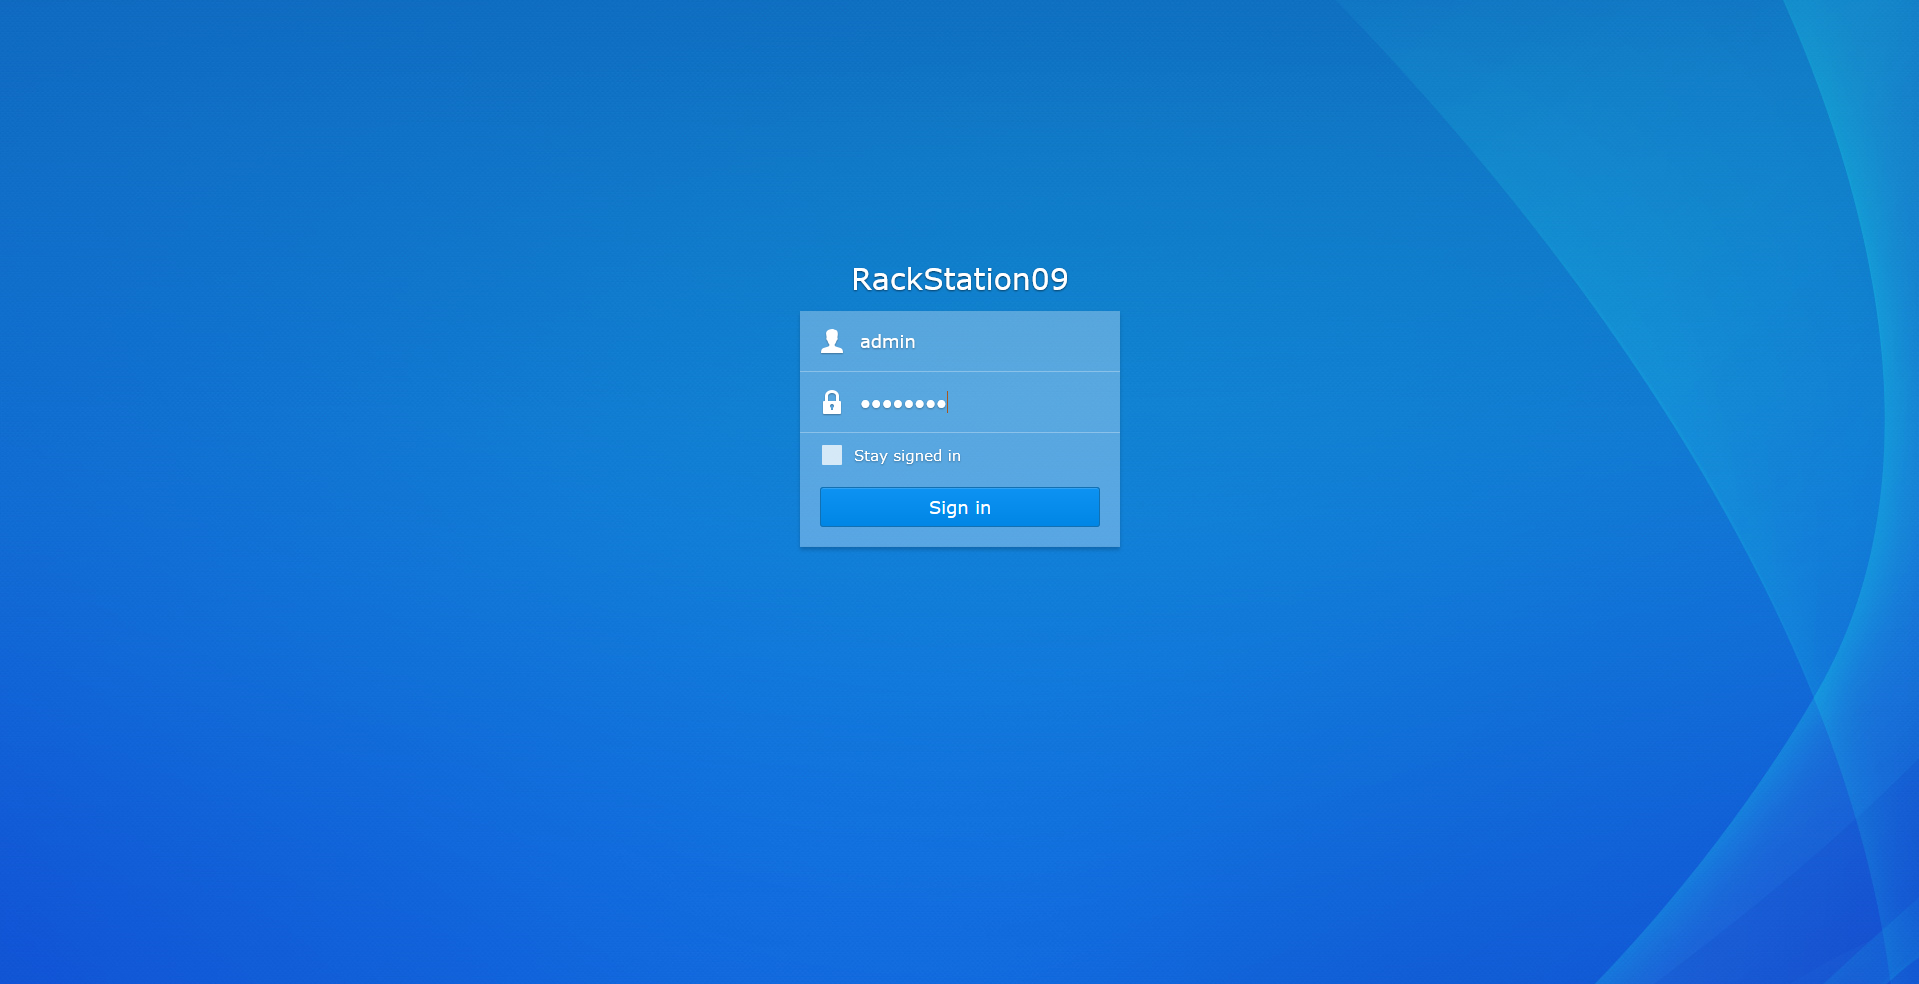 RackStation09
admin
••••••••
Stay signed in
Sign in